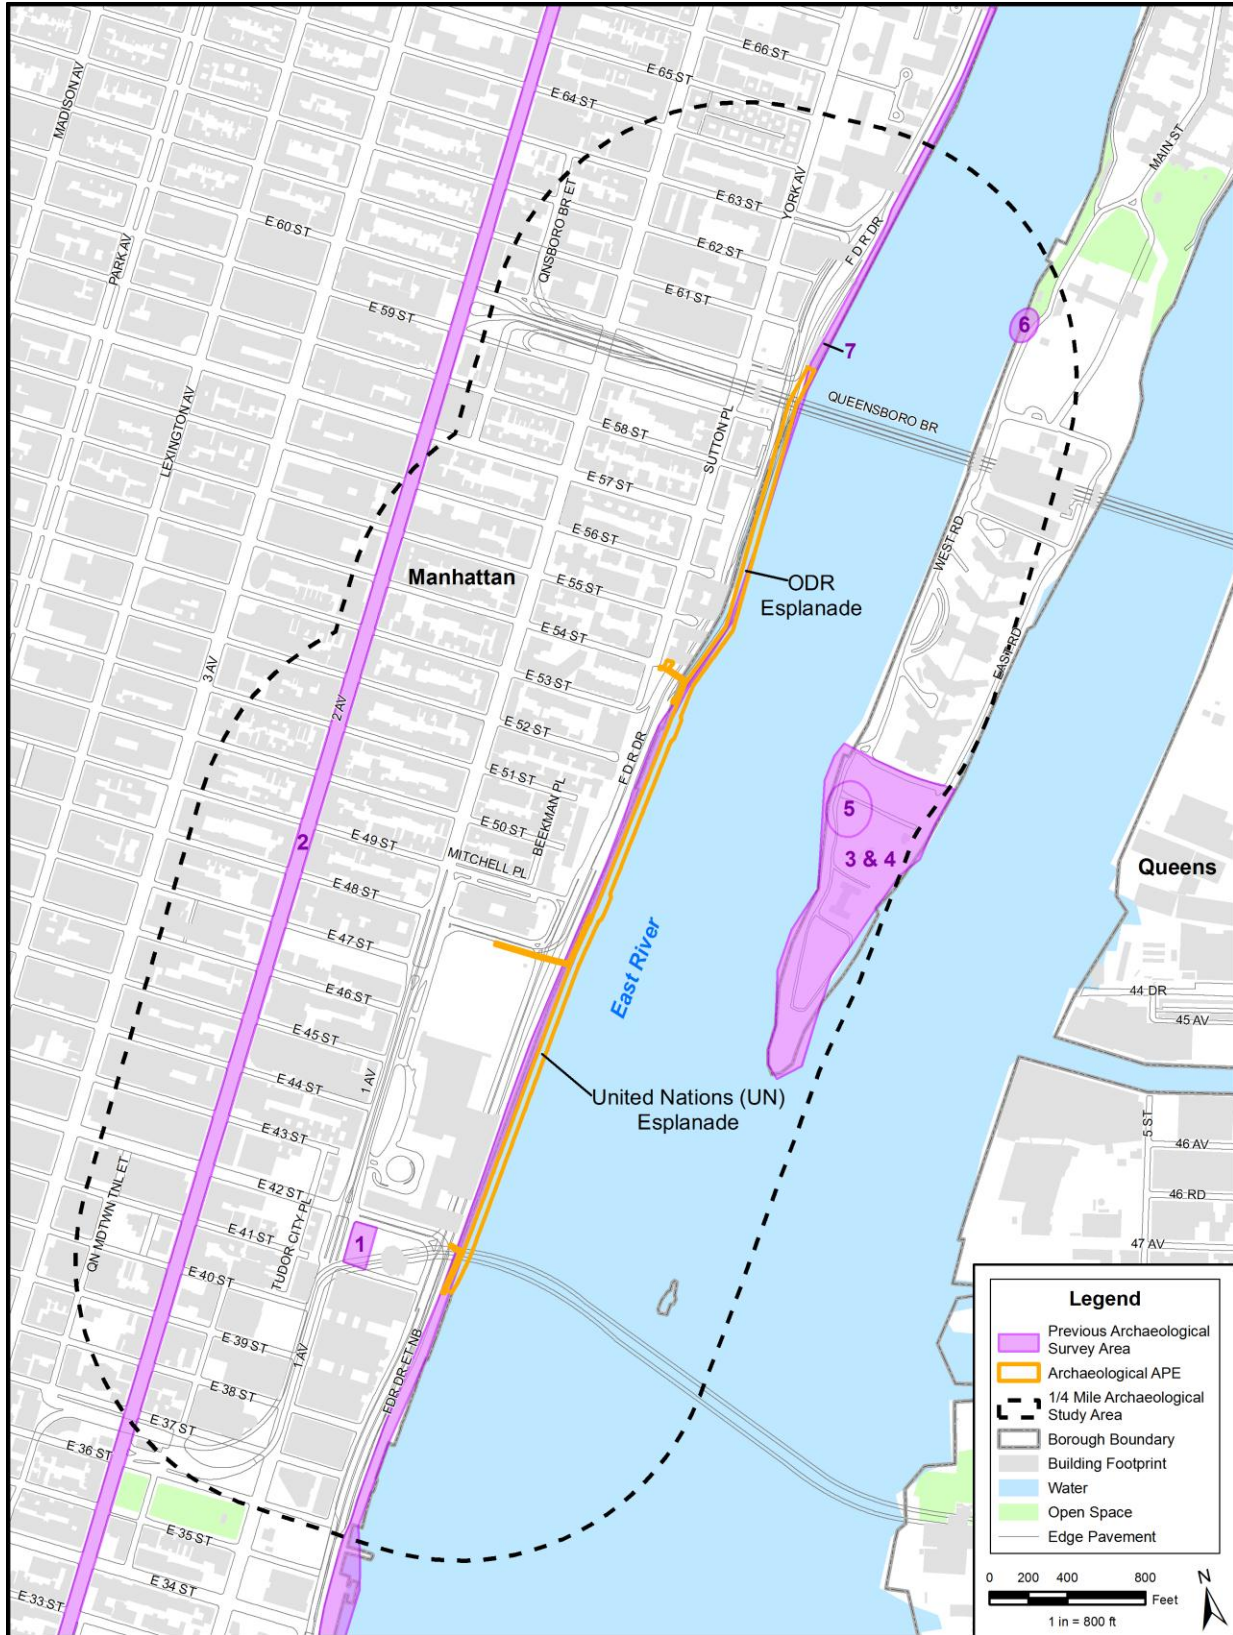 E 66 ST
E 65 ST
E 64 ST
MADISON AV
MAIN ST
QNSBORO BR ET
YORK AV
E 63 ST
E 60 ST
E 62 ST
F D R DR
PARK AV
E 61 ST
E 59 ST
6
7
QUEENSBORO BR
LEXINGTON AV
SUTTON PL
E 58 ST
E 57 ST
E 56 ST
WEST RD
Manhattan
E 55 ST
ODR
Esplanade
E 54 ST
EAST RD
3 AV
E 53 ST
2 AV
E 52 ST
F D R DR
E 51 ST
BEEKMAN PL
5
E 50 ST
2
E 49 ST
MITCHELL PL
3 & 4
Queens
E 48 ST
E 47 ST
East River
E 46 ST
44 DR
45 AV
E 45 ST
E 44 ST
1 AV
United Nations (UN)
Esplanade
E 43 ST
5 ST
46 AV
E 42 ST
QN MDTWN TNL ET
TUDOR CITY PL
46 RD
E 41 ST
1
47 AV
E 40 ST
E 39 ST
1 AV
FDR DR ET NB
E 38 ST
E 37 ST
E 36 ST
E 35 ST
E 34 ST
E 33 ST
Legend
Previous Archaeological
Survey Area
Archaeological APE
1/4 Mile Archaeological
Study Area
Borough Boundary
Building Footprint
Water
Open Space
Edge Pavement
N
0 200 400 800
Feet
1 in = 800 ft